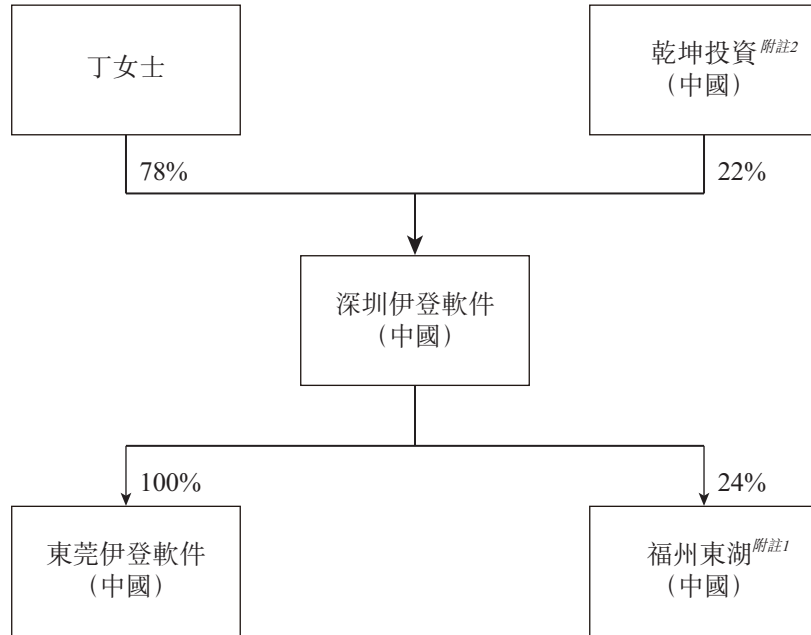 丁女士
乾坤投資附註2
（中國）
78%
22%
深圳伊登軟件
（中國）
100%
24%
東莞伊登軟件
（中國）
福州東湖附註1
（中國）